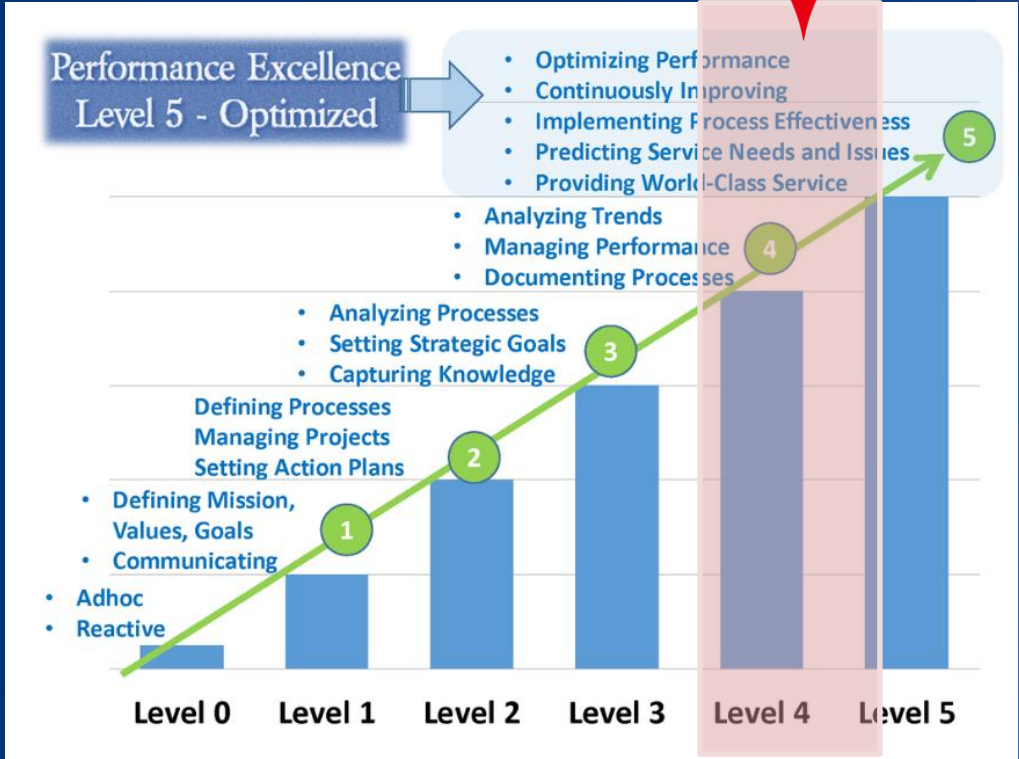 Performance Excellence
Level 5 - Optimized
• Optimizing Performance
• Continuously Improving
• Implementing Process Effectiveness
• Predicting Service Needs and Issues
• Providing World-Class Service
5
• Analyzing Trends
• Managing Performance
• Documenting Processes
4
• Analyzing Processes
• Setting Strategic Goals
• Capturing Knowledge
3
Defining Processes
Managing Projects
Setting Action Plans
2
• Defining Mission,
Values, Goals
• Communicating
1
• Adhoc
• Reactive
Level 0 Level 1 Level 2 Level 3 Level 4 Level 5